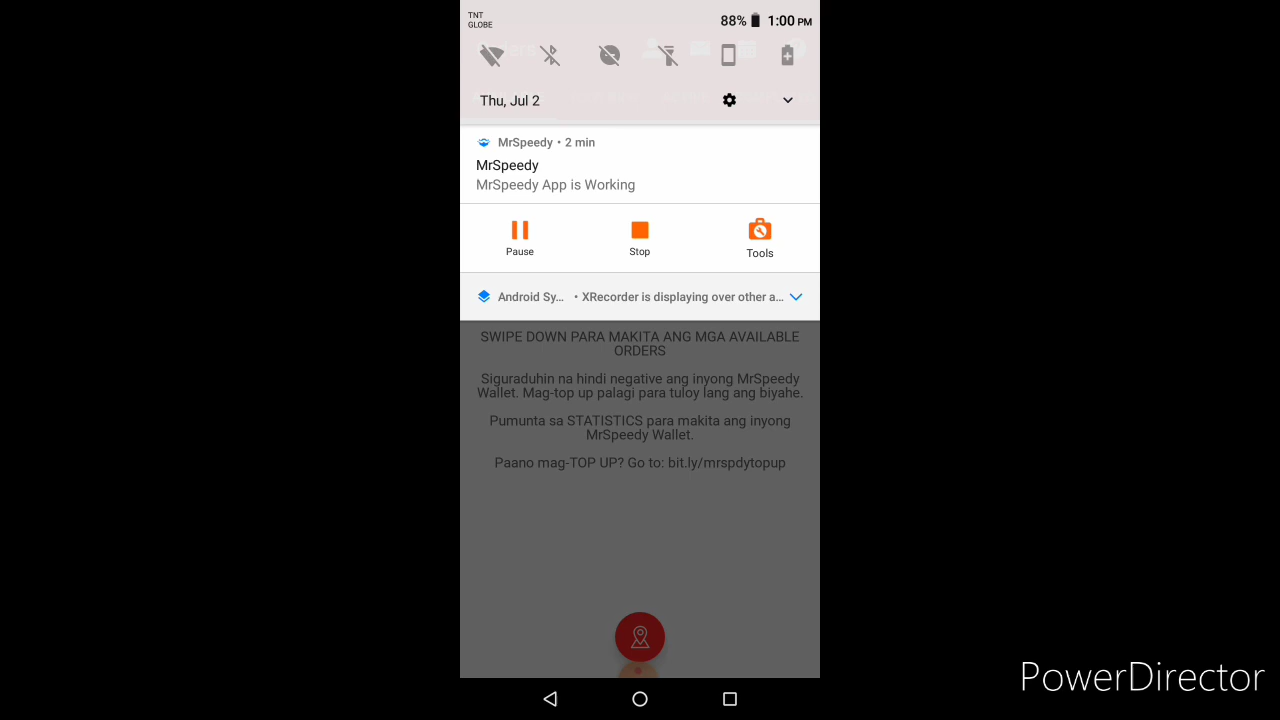 TNT
GLOBE
88% 1:00 PM
Thu, Jul 2
MrSpeedy • 2 min
MrSpeedy
MrSpeedy App is Working
Pause Stop Tools
Android Sy... • XRecorder is displaying over other a...
SWIPE DOWN PARA MAKITA ANG MGA AVAILABLE
ORDERS
Siguraduhin na hindi negative ang inyong MrSpeedy
Wallet. Mag-top up palagi para tuloy lang ang biyahe.
Pumunta sa STATISTICS para makita ang inyong
MrSpeedy Wallet.
Paano mag-TOP UP? Go to: bit.ly/mrspdytopup
PowerDirector